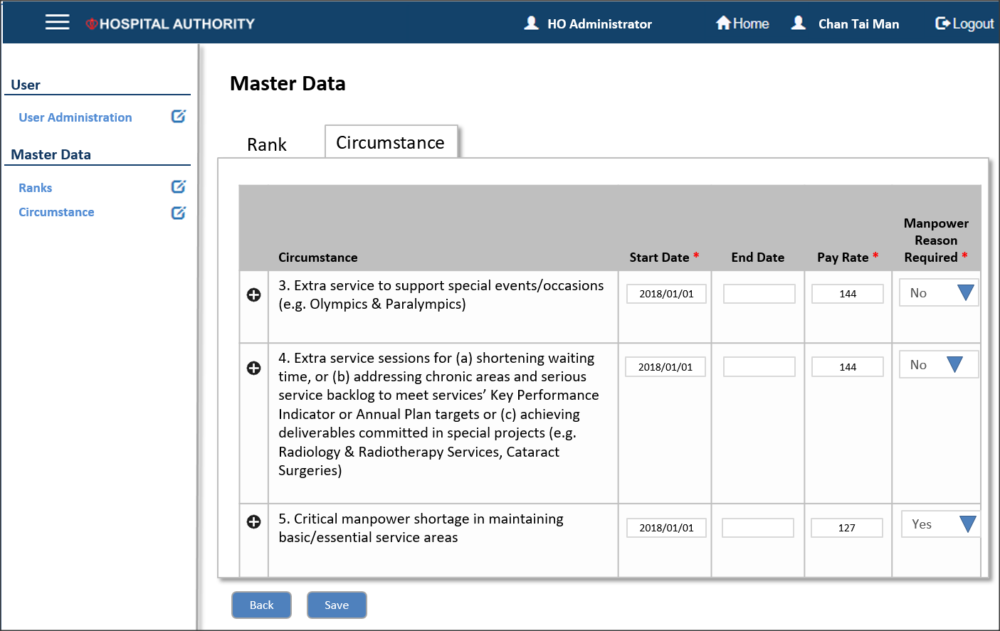 HOSPITAL AUTHORITY
HO Administrator
Home
Chan Tai Man
Logout
User
User Administration
Master Data
Ranks
Circumstance
Master Data
Rank
Circumstance
Circumstance
Start Date *
End Date
Pay Rate *
Manpower
Reason
Required *
3. Extra service to support special events/occasions
(e.g. Olympics & Paralympics)
2018/01/01
144
No
4. Extra service sessions for (a) shortening waiting
time, or (b) addressing chronic areas and serious
service backlog to meet services’ Key Performance
Indicator or Annual Plan targets or (c) achieving
deliverables committed in special projects (e.g.
Radiology & Radiotherapy Services, Cataract
Surgeries)
2018/01/01
144
No
5. Critical manpower shortage in maintaining
basic/essential service areas
2018/01/01
127
Yes
Back
Save